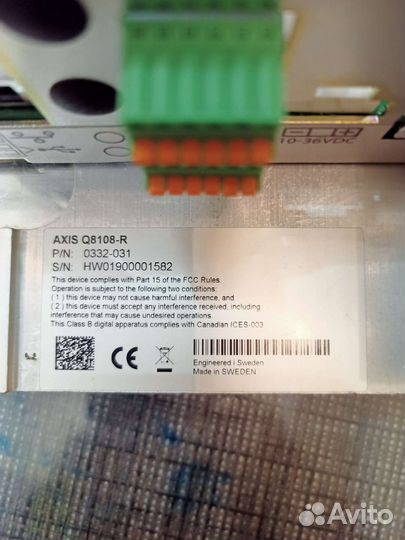 10-36VDC
AXIS Q8108-R
P/N: 0332-031
S/N: HW01900001582
This device complies with Part 15 of the FCC Rules.
Operation is subject to the following two conditions:
( 1 ) this device may not cause harmful interference, and
( 2 ) this device must accept any interference received, including
interference that may cause undesired operations.
This Class B digital apparatus complies with Canadian ICES-003
CE
Engineered i Sweden
Made in SWEDEN
Avito